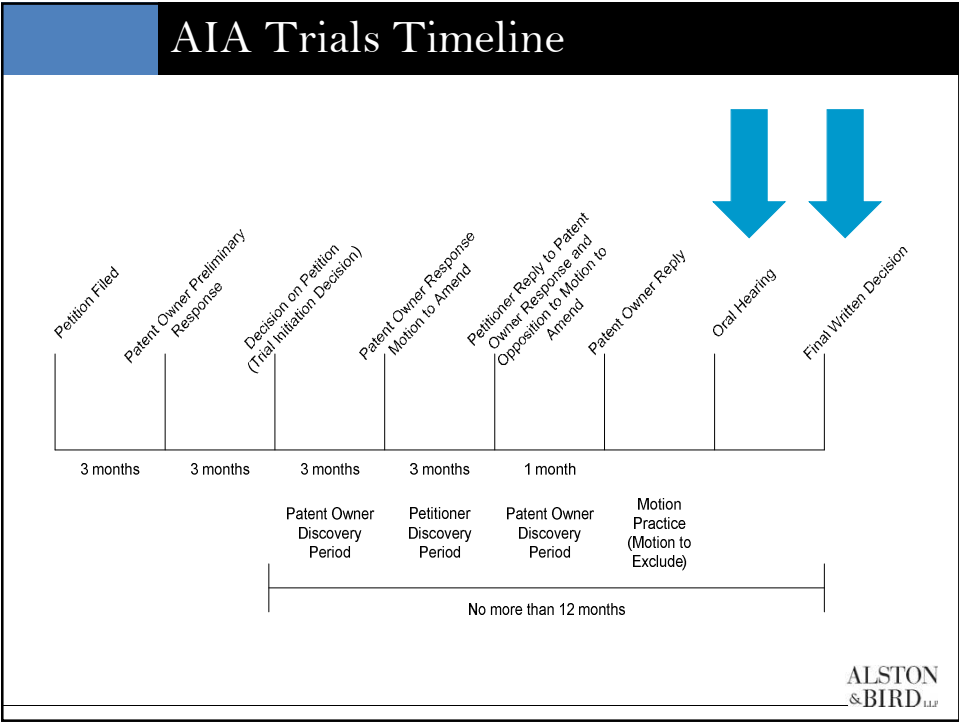 AIA Trials Timeline
Petition Filed
Patent Owner Preliminary
Response
Decision on Petition
(Trial Initiation Decision)
Patent Owner Response
Motion to Amend
Petitioner Reply to Patent
Owner Response and
Opposition to Motion to
Amend
Patent Owner Reply
Oral Hearing
Final Written Decision
3 months
3 months
3 months
3 months
1 month
Patent Owner
Discovery
Period
Petitioner
Discovery
Period
Patent Owner
Discovery
Period
Motion
Practice
(Motion to
Exclude)
No more than 12 months
ALSTON
&BIRD LLP